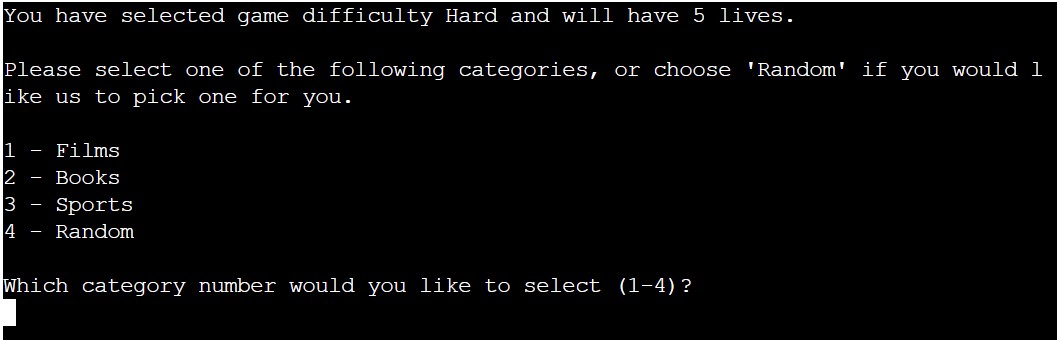 You have selected game difficulty Hard and will have 5 lives.
Please select one of the following categories, or choose 'Random' if you would l
ike us to pick one for you.
1 - Films
2 - Books
3 - Sports
4 - Random
Which category number would you like to select (1-4)?